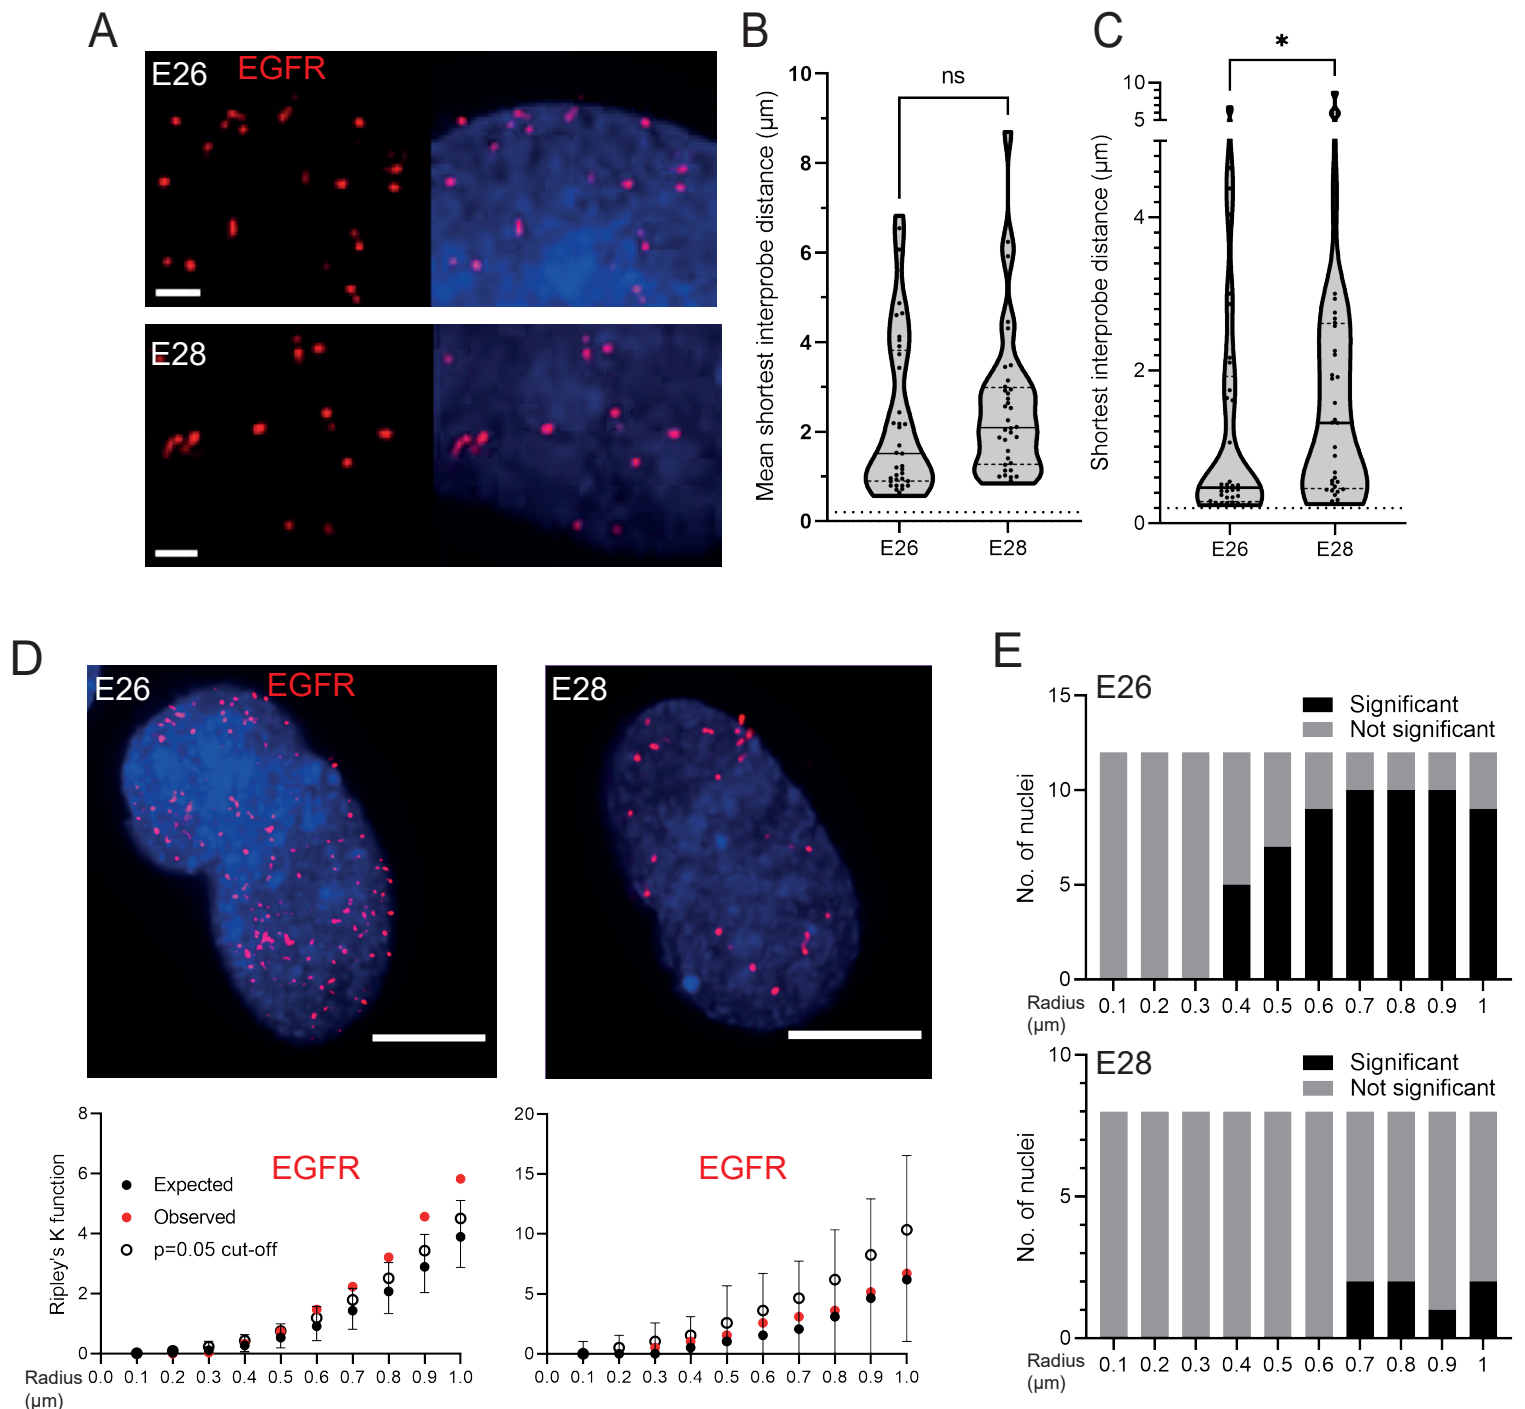 A
E26
EGFR
E28
B
Mean shortest interprobe distance (µm)
10
8
6
4
2
0
ns
E26
E28
C
Shortest interprobe distance (µm)
10
5
4
2
0
*
E26
E28
D
E26
EGFR
E28
Ripley's K function
8
6
4
2
0
EGFR
Expected
Observed
p=0.05 cut-off
Radius
(µm)
0.0 0.1 0.2 0.3 0.4 0.5 0.6 0.7 0.8 0.9 1.0
20
15
10
5
0
EGFR
0.0 0.1 0.2 0.3 0.4 0.5 0.6 0.7 0.8 0.9 1.0
E
E26
Significant
Not significant
No. of nuclei
15
10
5
0
Radius
(µm)
0.1 0.2 0.3 0.4 0.5 0.6 0.7 0.8 0.9 1
E28
Significant
Not significant
No. of nuclei
10
5
0
Radius
(µm)
0.1 0.2 0.3 0.4 0.5 0.6 0.7 0.8 0.9 1